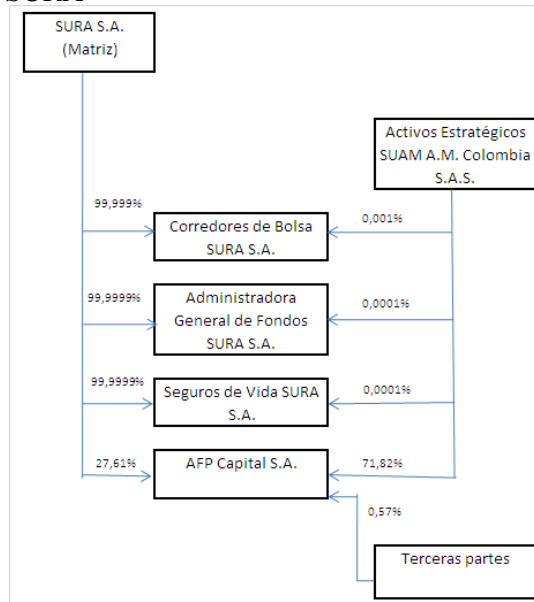 SURA S.A.
(Matriz)
Activos Estratégicos
SUAM A.M. Colombia
S.A.S.
99,999%
Corredores de Bolsa
SURA S.A.
0,001%
99,9999%
Administradora
General de Fondos
SURA S.A.
0,0001%
99,9999%
Seguros de Vida SURA
S.A.
0,0001%
27,61%
AFP Capital S.A.
71,82%
0,57%
Terceras partes